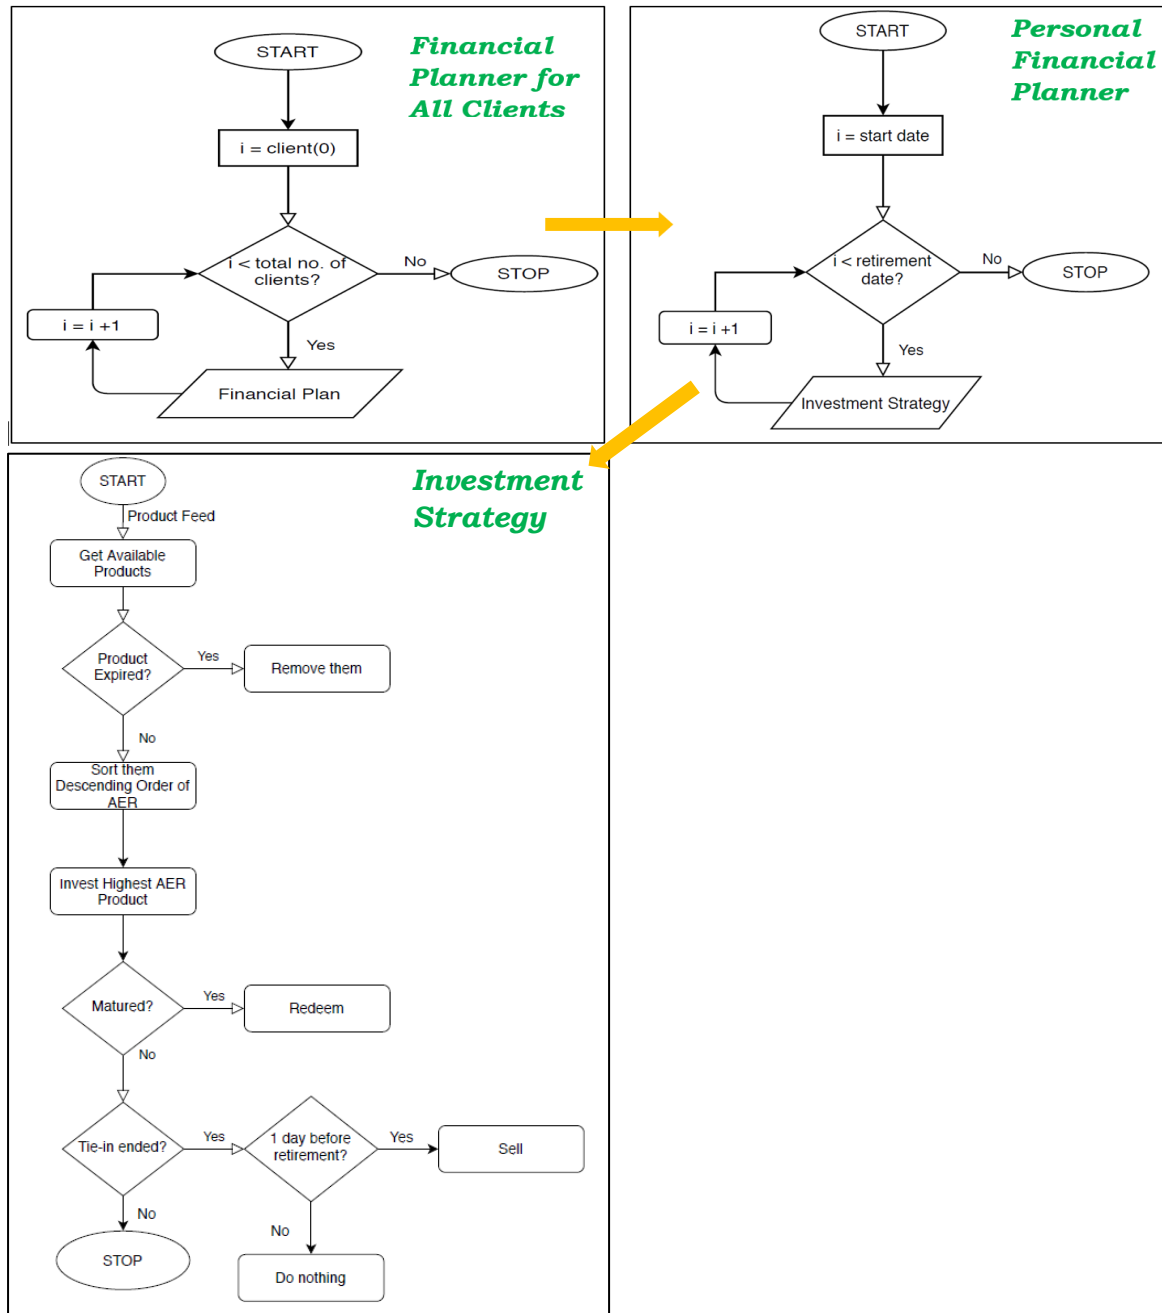 START
Financial
Planner for
All Clients
i = client(0)
i < total no. of
clients?
No
STOP
i = i +1
Yes
Financial Plan
START
Personal
Financial
Planner
i = start date
i < retirement
date?
No
STOP
i = i +1
Yes
Investment Strategy
START
Investment
Strategy
Product Feed
Get Available
Products
Product
Expired?
Yes
Remove them
No
Sort them
Descending Order of
AER
Invest Highest AER
Product
Matured?
Yes
Redeem
No
Tie-in ended?
Yes
1 day before
retirement?
Yes
Sell
No
STOP
No
Do nothing